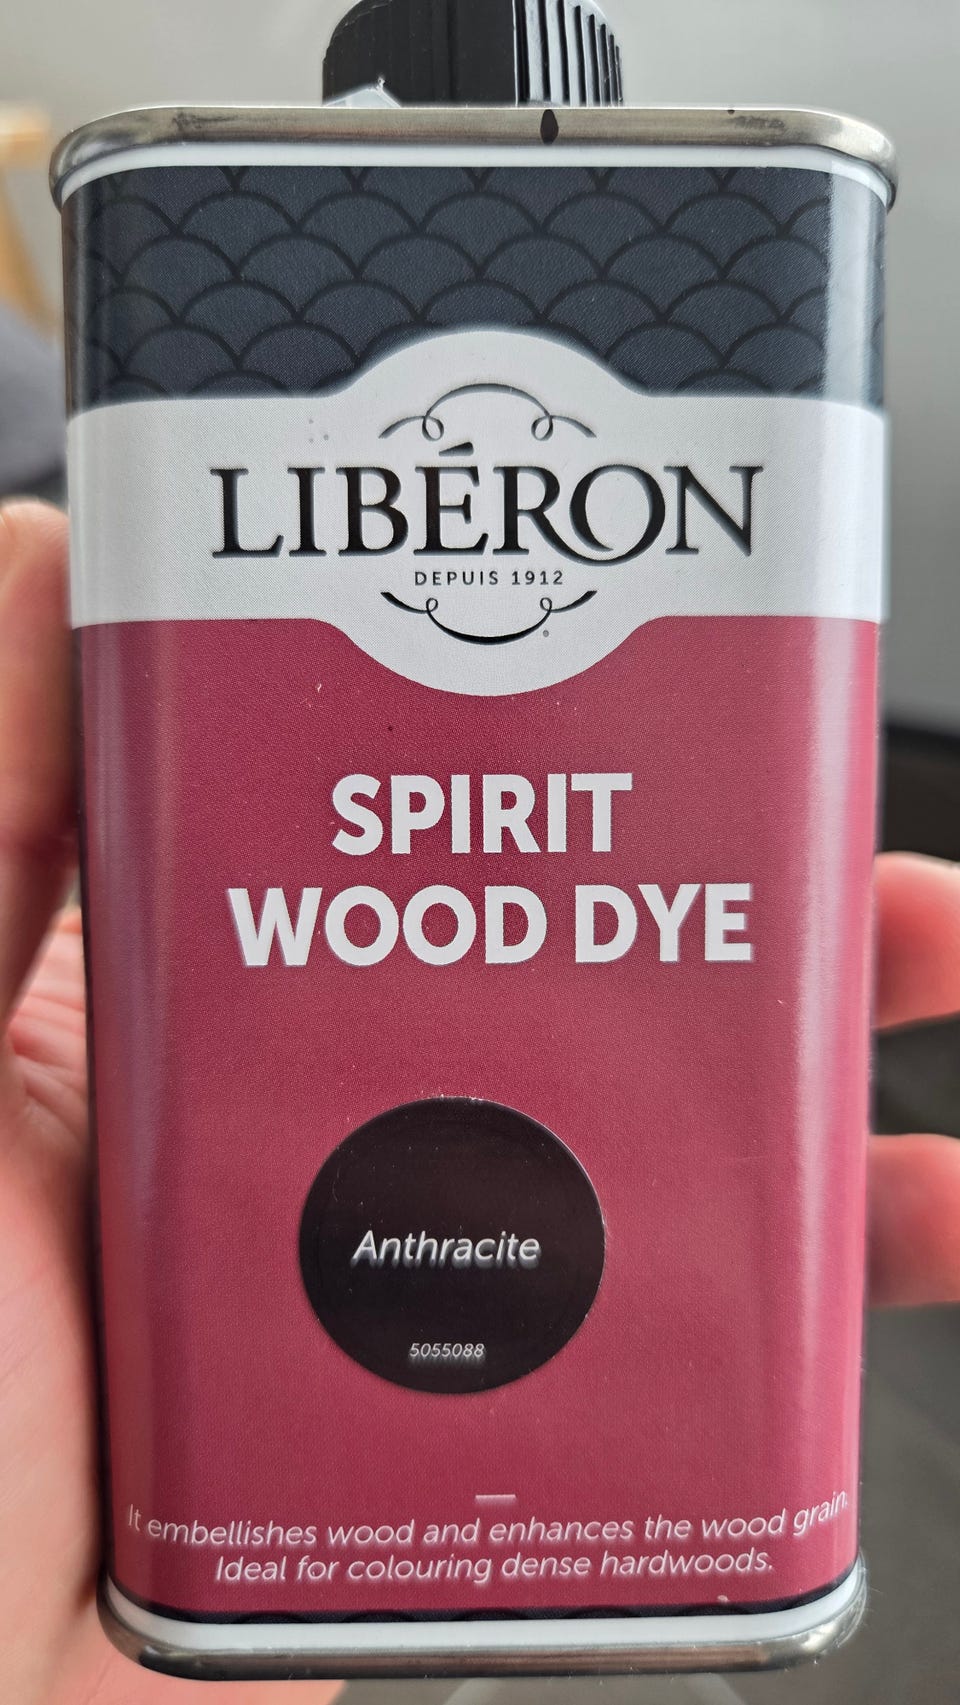 LIBÉRON
DEPUIS 1912
SPIRIT
WOOD DYE
Anthracite
5055088
It embellishes wood and enhances the wood grain.
Ideal for colouring dense hardwoods.